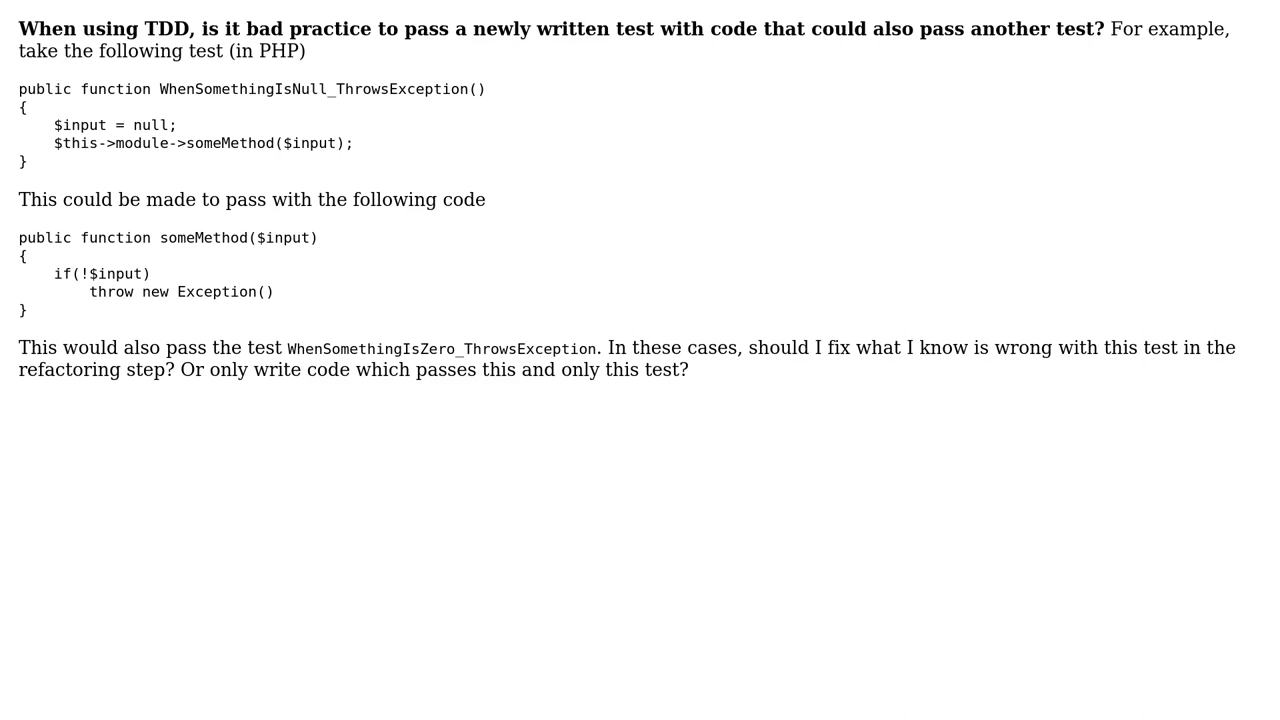 When using TDD, is it bad practice to pass a newly written test with code that could also pass another test? For example,
take the following test (in PHP)
public function WhenSomethingIsNull_ThrowsException()
{
    $input = null;
    $this->module->someMethod($input);
}
This could be made to pass with the following code
public function someMethod($input)
{
    if(!$input)
        throw new Exception()
}
This would also pass the test WhenSomethingIsZero_ThrowsException. In these cases, should I fix what I know is wrong with this test in the
refactoring step? Or only write code which passes this and only this test?